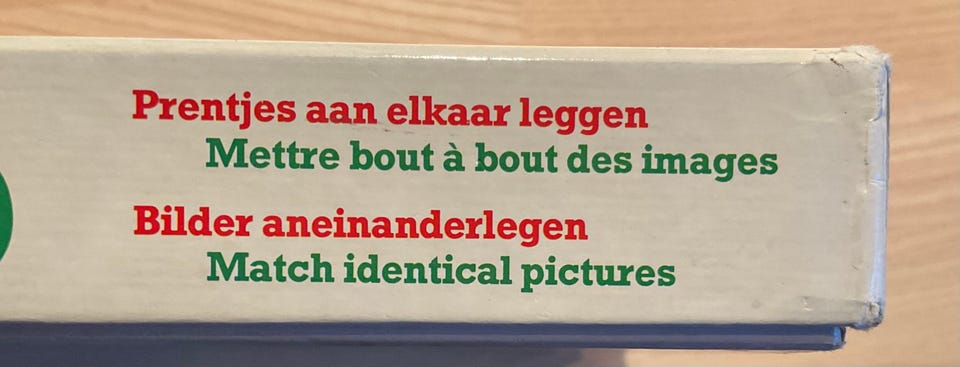 Prentjes aan elkaar leggen
Mettre bout à bout des images
Bilder aneinanderlegen
Match identical pictures